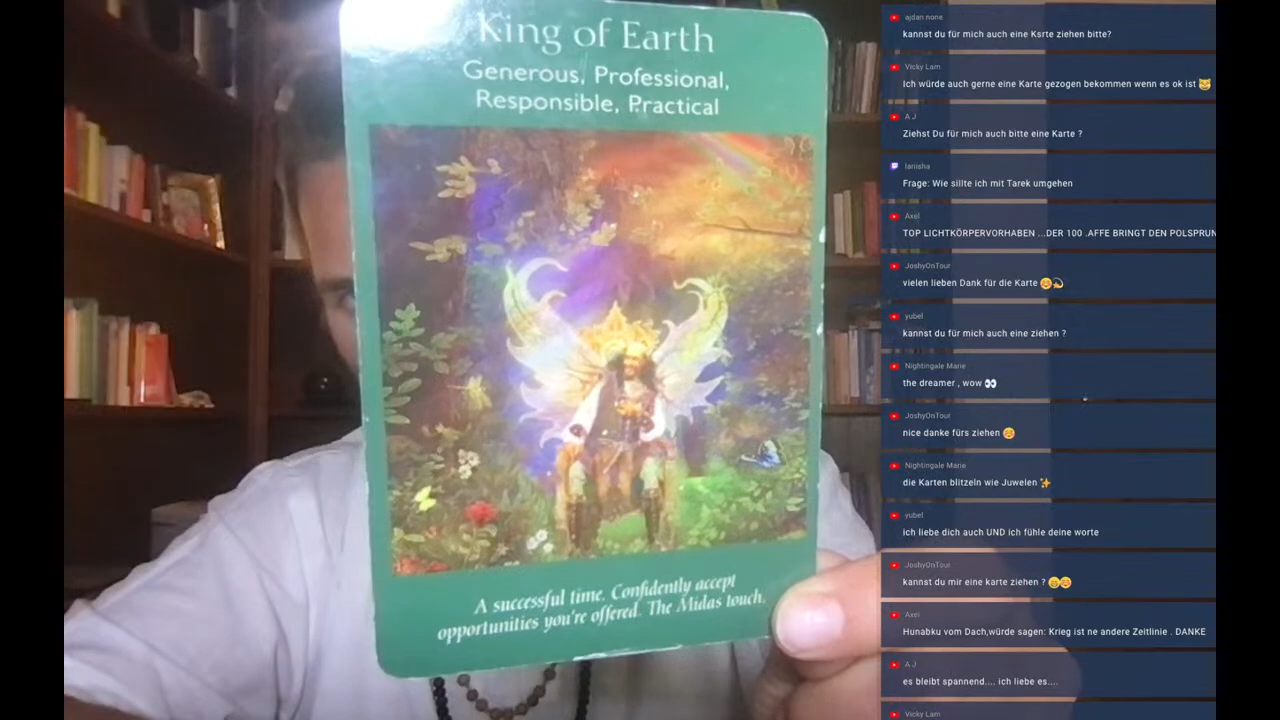 King of Earth
Generous, Professional,
Responsible, Practical
A successful time. Confidently accept
opportunities you're offered. The Midas touch.
ajdan none
kannst du für mich auch eine Ksrte ziehen bitte?
Vicky Lam
Ich würde auch gerne eine Karte gezogen bekommen wenn es ok ist 😹
A J
Ziehst Du für mich auch bitte eine Karte ?
laniisha
Frage: Wie sillte ich mit Tarek umgehen
Axel
TOP LICHTKÖRPERVORHABEN ...DER 100 .AFFE BRINGT DEN POLSPRUN
JoshyOnTour
vielen lieben Dank für die Karte 😊💫
yubel
kannst du für mich auch eine ziehen ?
Nightingale Marie
the dreamer , wow 👀
JoshyOnTour
nice danke fürs ziehen 😊
Nightingale Marie
die Karten blitzeln wie Juwelen ✨
yubel
ich liebe dich auch UND ich fühle deine worte
JoshyOnTour
kannst du mir eine karte ziehen ? 😄😊
Axel
Hunabku vom Dach,würde sagen: Krieg ist ne andere Zeitlinie . DANKE
A J
es bleibt spannend.... ich liebe es....
Vicky Lam